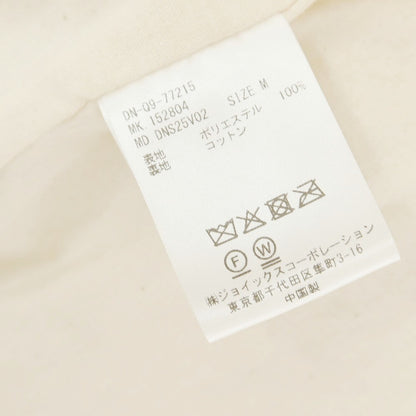 DN-Q9-77215
MK. 152804
MD DNS25V02 SIZE M
表地 ポリエステル 100%
裏地 コットン
F W
㈱ジョイックスコーポレーション
東京都千代田区隼町3-16
中国製